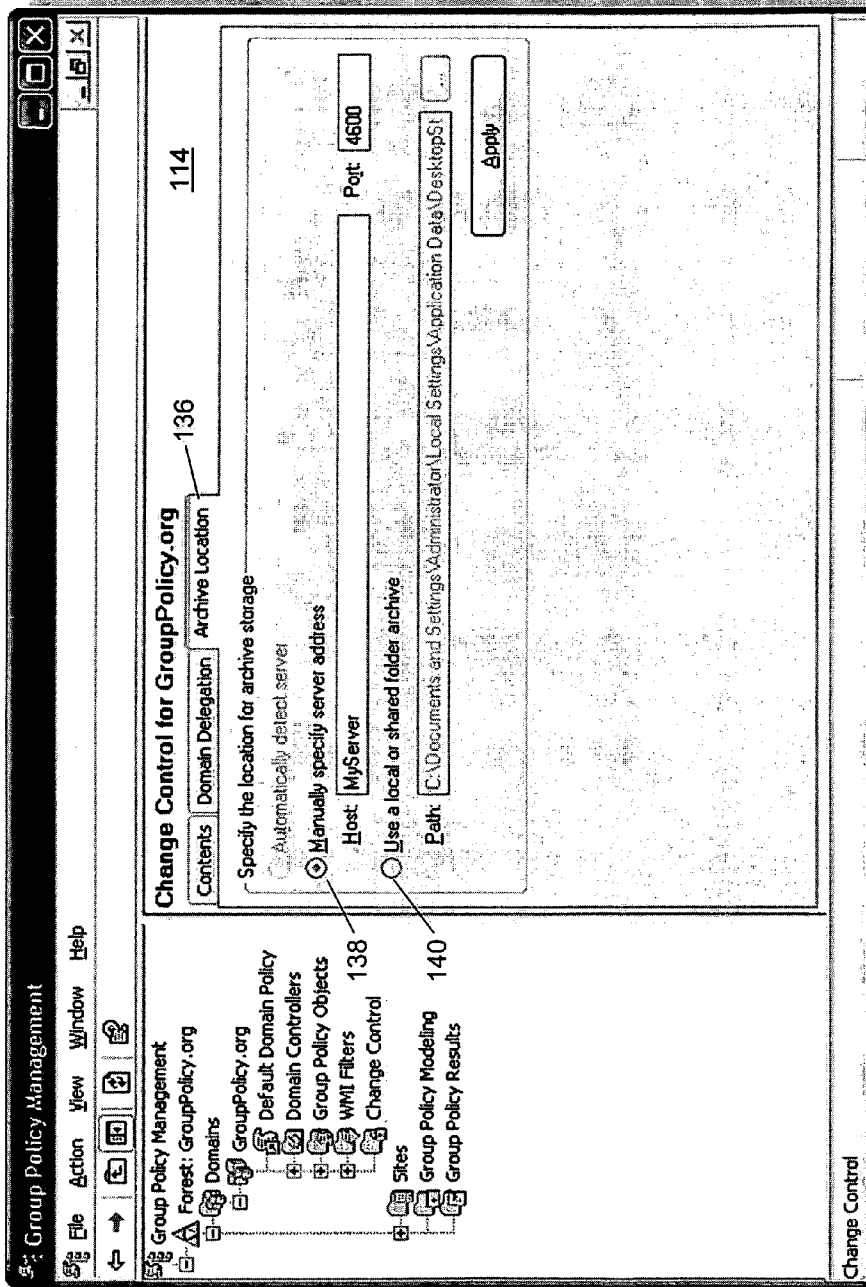 Group Policy Management
File Action View Window Help
Group Policy Management
Forest: GroupPolicy.org
Domains
GroupPolicy.org
Default Domain Policy
Domain Controllers
Group Policy Objects
WMI Filters
Change Control
Sites
Group Policy Modeling
Group Policy Results
Change Control for GroupPolicy.org
114
Contents Domain Delegation Archive Location
136
Specify the location for archive storage
Automatically detect server
Manually specify server address
138
Host: MyServer Port: 4600
Use a local or shared folder archive
140
Path: C:\Documents and Settings\Administrator\Local Settings\Application Data\DesktopSt ...
Apply
Change Control